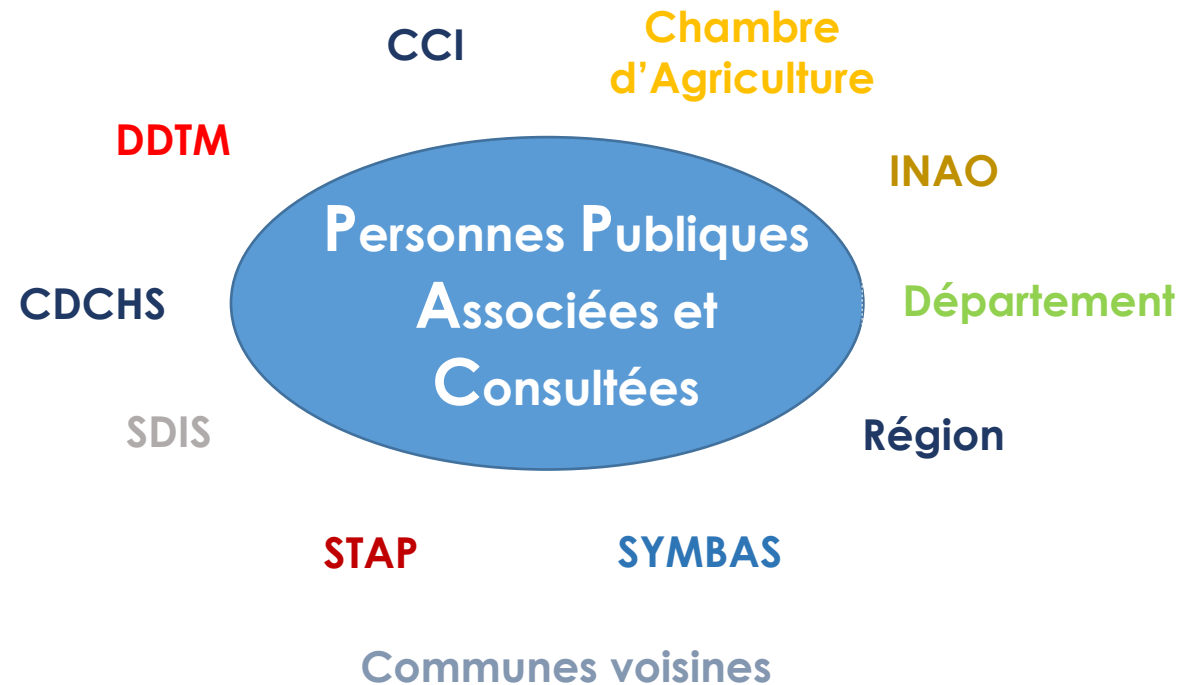 CCI
Chambre
d'Agriculture
DDTM
INAO
Personnes Publiques
Associées et
Consultées
CDCHS
Département
SDIS
Région
STAP
SYMBAS
Communes voisines